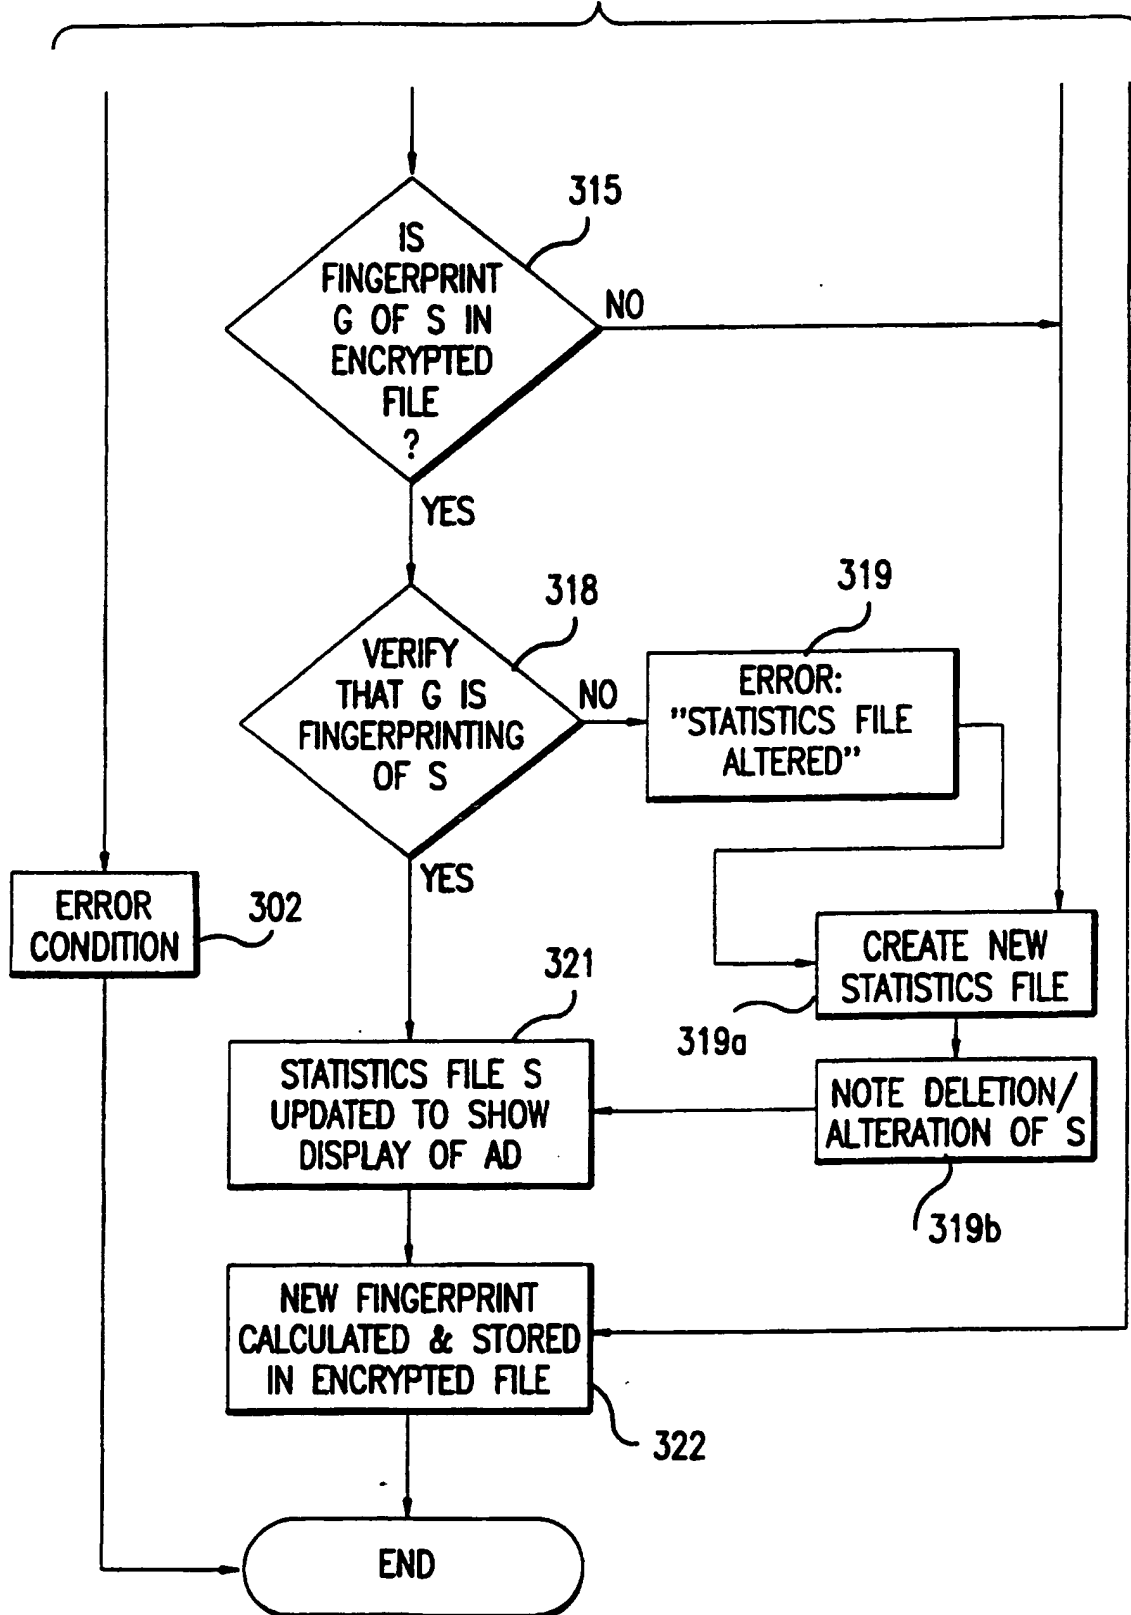 315
IS
FINGERPRINT
G OF S IN
ENCRYPTED
FILE
?
NO
YES
318
VERIFY
THAT G IS
FINGERPRINTING
OF S
NO
YES
319
ERROR:
"STATISTICS FILE
ALTERED"
ERROR
CONDITION
302
CREATE NEW
STATISTICS FILE
319a
321
STATISTICS FILE S
UPDATED TO SHOW
DISPLAY OF AD
NOTE DELETION/
ALTERATION OF S
319b
NEW FINGERPRINT
CALCULATED & STORED
IN ENCRYPTED FILE
322
END